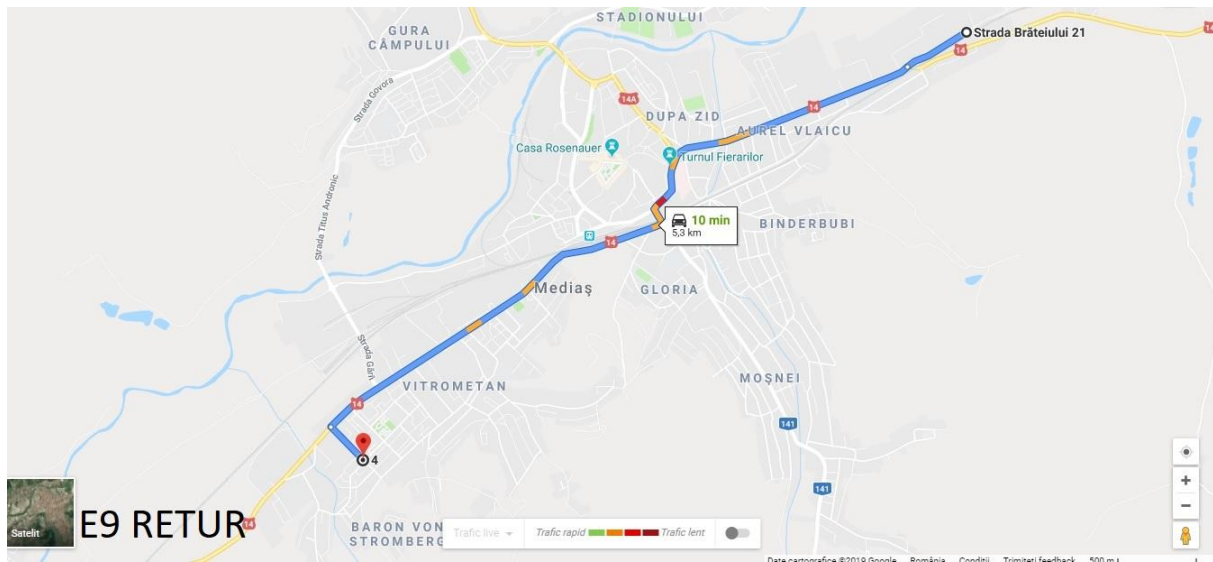 STADIONULUI
GURA
CÂMPULUI
Strada Brăteiului 21
14
14
Strada Govora
14A
14
DUPA ZID
AUREL VLAICU
Casa Rosenauer
Turnul Fierarilor
Strada Titus Andronic
10 min
5,3 km
BINDERBUBI
14
Mediaş
GLORIA
Strada Gării
VITROMETAN
MOŞNEI
14
141
4
141
Satelit
E9 RETUR
14
BARON VON
STROMBERG
Trafic live
Trafic rapid
Trafic lent
Date cartografice ©2019 Google România Condiții Trimiteți feedback 500 m